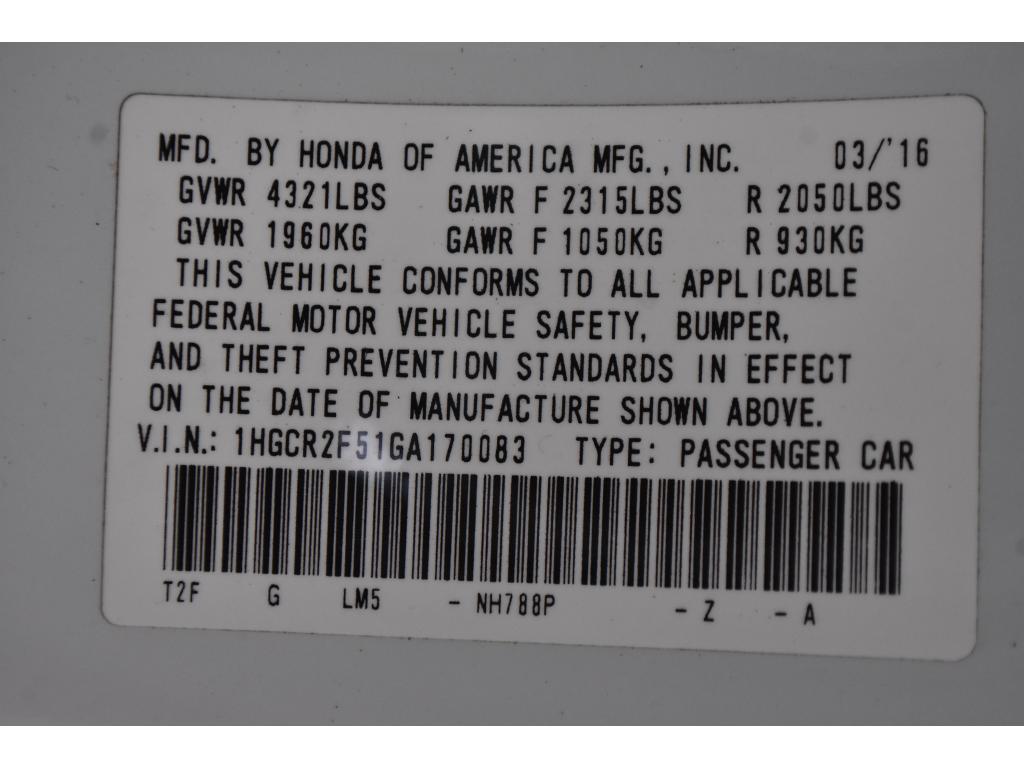 MFD. BY HONDA OF AMERICA MFG., INC. 03/'16
GVWR 4321LBS GAWR F 2315LBS R 2050LBS
GVWR 1960KG GAWR F 1050KG R 930KG
THIS VEHICLE CONFORMS TO ALL APPLICABLE
FEDERAL MOTOR VEHICLE SAFETY, BUMPER,
AND THEFT PREVENTION STANDARDS IN EFFECT
ON THE DATE OF MANUFACTURE SHOWN ABOVE.
V.I.N.: 1HGCR2F51GA170083 TYPE: PASSENGER CAR
T2F G LM5 - NH788P - Z - A